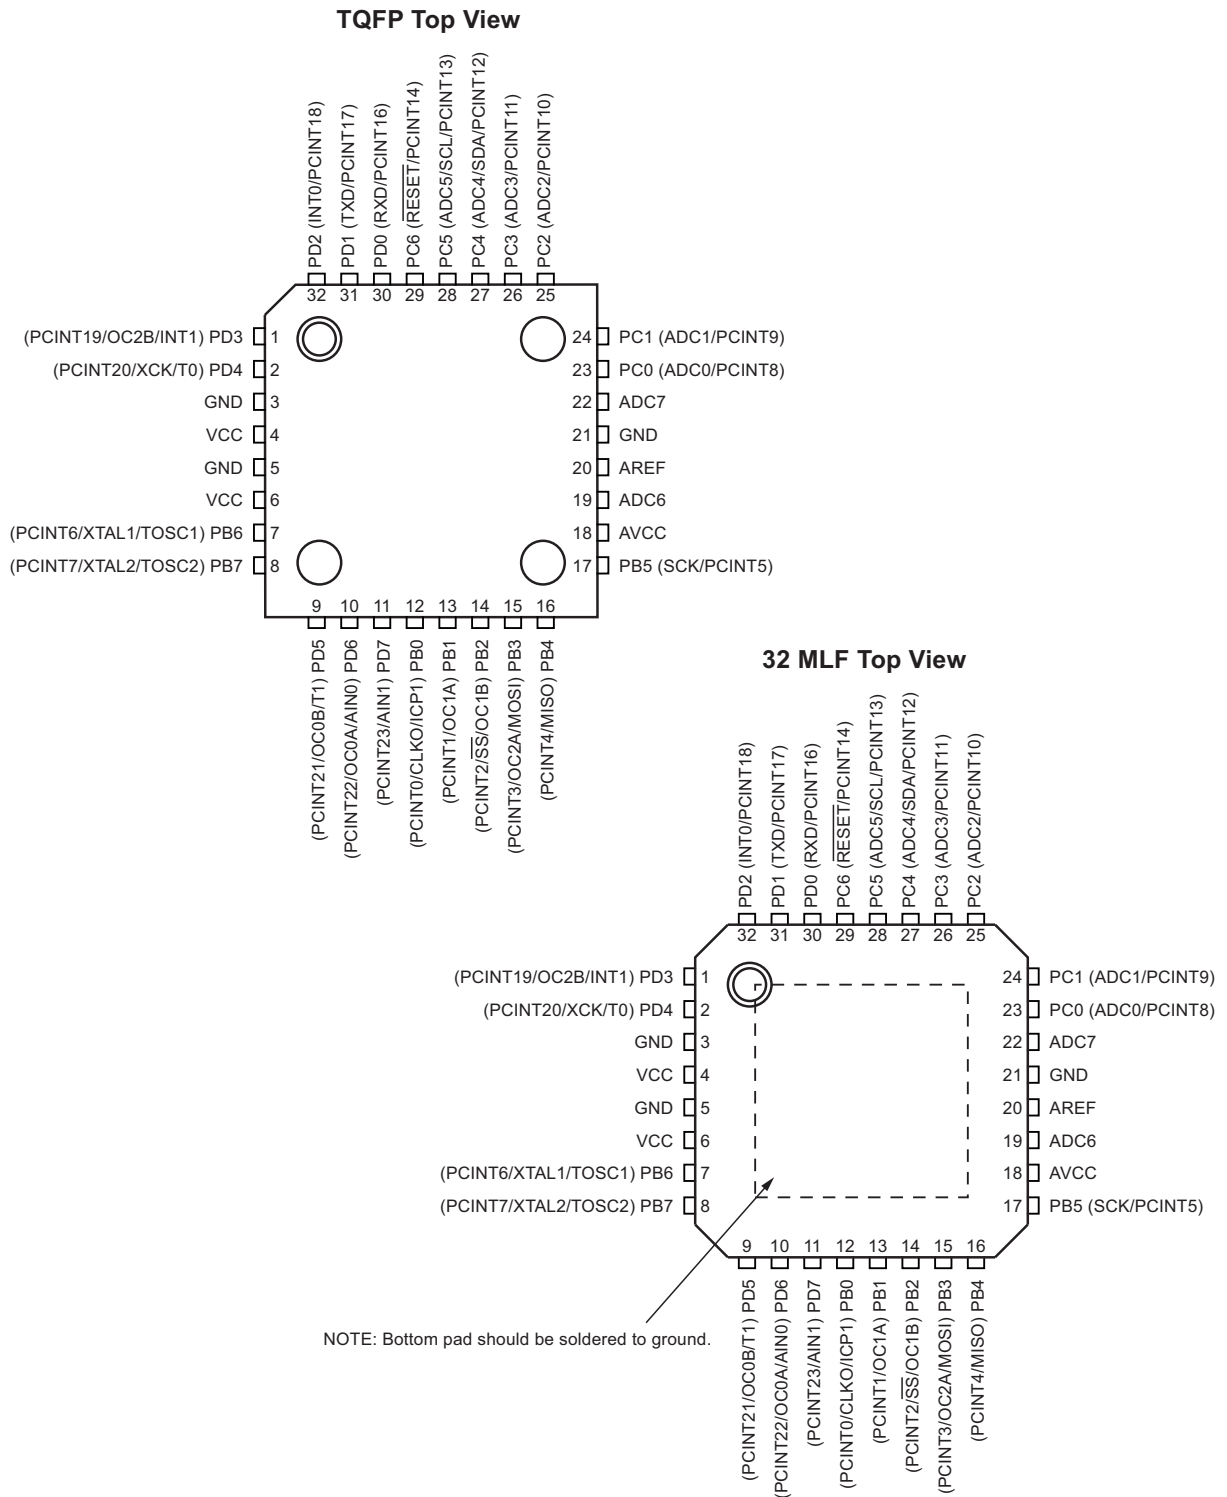 TQFP Top View
PD2 (INT0/PCINT18)
PD1 (TXD/PCINT17)
PD0 (RXD/PCINT16)
PC6 (RESET/PCINT14)
PC5 (ADC5/SCL/PCINT13)
PC4 (ADC4/SDA/PCINT12)
PC3 (ADC3/PCINT11)
PC2 (ADC2/PCINT10)
32 31 30 29 28 27 26 25
(PCINT19/OC2B/INT1) PD3 1
(PCINT20/XCK/T0) PD4 2
GND 3
VCC 4
GND 5
VCC 6
(PCINT6/XTAL1/TOSC1) PB6 7
(PCINT7/XTAL2/TOSC2) PB7 8
24 PC1 (ADC1/PCINT9)
23 PC0 (ADC0/PCINT8)
22 ADC7
21 GND
20 AREF
19 ADC6
18 AVCC
17 PB5 (SCK/PCINT5)
9 10 11 12 13 14 15 16
(PCINT21/OC0B/T1) PD5
(PCINT22/OC0A/AIN0) PD6
(PCINT23/AIN1) PD7
(PCINT0/CLKO/ICP1) PB0
(PCINT1/OC1A) PB1
(PCINT2/SS/OC1B) PB2
(PCINT3/OC2A/MOSI) PB3
(PCINT4/MISO) PB4
32 MLF Top View
PD2 (INT0/PCINT18)
PD1 (TXD/PCINT17)
PD0 (RXD/PCINT16)
PC6 (RESET/PCINT14)
PC5 (ADC5/SCL/PCINT13)
PC4 (ADC4/SDA/PCINT12)
PC3 (ADC3/PCINT11)
PC2 (ADC2/PCINT10)
32 31 30 29 28 27 26 25
(PCINT19/OC2B/INT1) PD3 1
(PCINT20/XCK/T0) PD4 2
GND 3
VCC 4
GND 5
VCC 6
(PCINT6/XTAL1/TOSC1) PB6 7
(PCINT7/XTAL2/TOSC2) PB7 8
24 PC1 (ADC1/PCINT9)
23 PC0 (ADC0/PCINT8)
22 ADC7
21 GND
20 AREF
19 ADC6
18 AVCC
17 PB5 (SCK/PCINT5)
9 10 11 12 13 14 15 16
(PCINT21/OC0B/T1) PD5
(PCINT22/OC0A/AIN0) PD6
(PCINT23/AIN1) PD7
(PCINT0/CLKO/ICP1) PB0
(PCINT1/OC1A) PB1
(PCINT2/SS/OC1B) PB2
(PCINT3/OC2A/MOSI) PB3
(PCINT4/MISO) PB4
NOTE: Bottom pad should be soldered to ground.